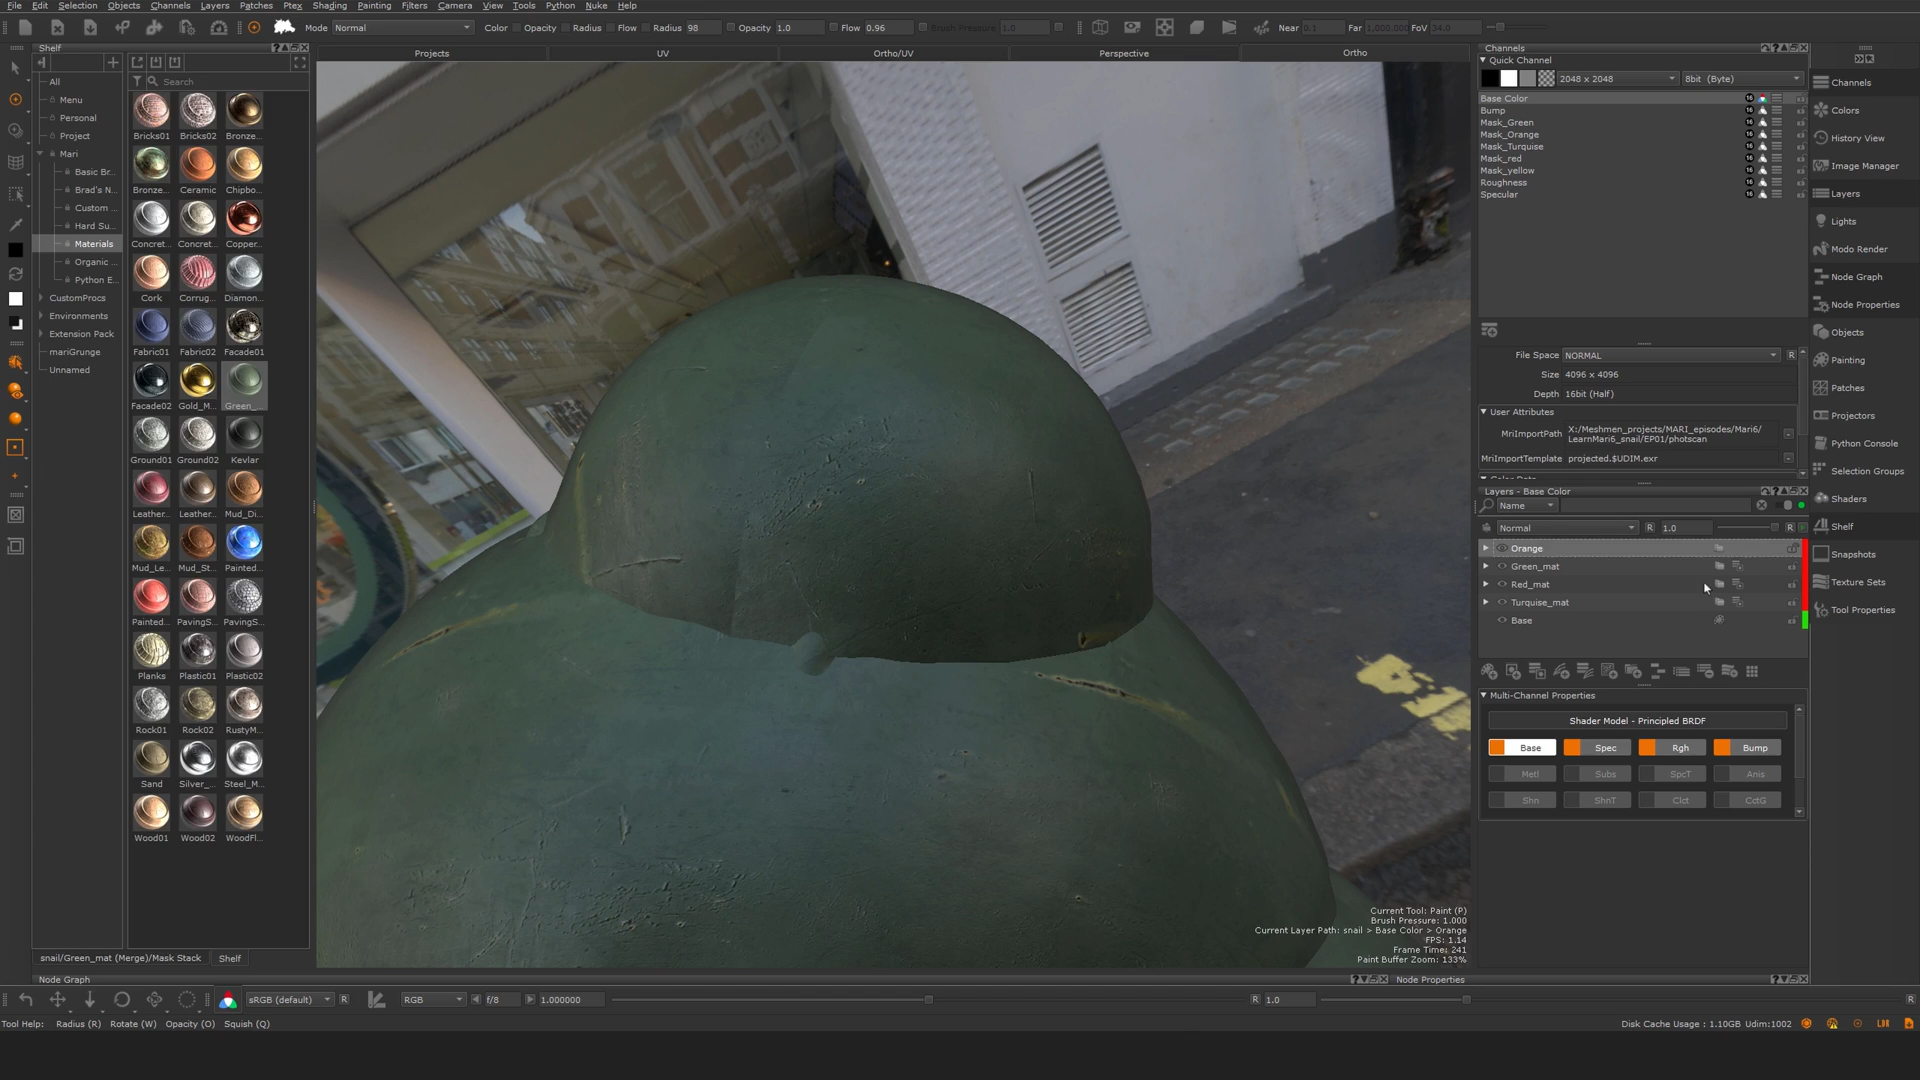 File Edit Selection Objects Channels Layers Patches Ptex Shading Painting Filters Camera View Tools Python Nuke Help
Mode Normal Color Opacity Radius Flow Radius 98 Opacity 1.0 Flow 0.96 Brush Pressure 1.0 Near 0.1 Far 1,000.000 FoV 34.0
Shelf
Projects UV Ortho/UV Perspective Ortho
Search
All
Menu
Personal
Project
Mari
Basic Br...
Brad's N...
Custom ...
Hard Su...
Materials
Organic ...
Python E...
CustomProcs
Environments
Extension Pack
mariGrunge
Unnamed
Bricks01 Bricks02 Bronze...
Bronze... Ceramic Chipbo...
Concret... Concret... Copper...
Cork Corrug... Diamon...
Fabric01 Fabric02 Facade01
Facade02 Gold_M... Green_...
Ground01 Ground02 Kevlar
Leather... Leather... Mud_Di...
Mud_Le... Mud_St... Painted...
Painted... PavingS... PavingS...
Planks Plastic01 Plastic02
Rock01 Rock02 RustyM...
Sand Silver_... Steel_M...
Wood01 Wood02 WoodFl...
snail/Green_mat (Merge)/Mask Stack Shelf
Current Tool: Paint (P)
Brush Pressure: 1.000
Current Layer Path: snail > Base Color > Orange
FPS: 1.14
Frame Time: 241
Paint Buffer Zoom: 133%
Channels
Quick Channel
2048 x 2048 8bit (Byte)
Base Color
Bump
Mask_Green
Mask_Orange
Mask_Turquise
Mask_red
Mask_yellow
Roughness
Specular
File Space NORMAL R
Size 4096 x 4096
Depth 16bit (Half)
User Attributes
MriImportPath X:/Meshmen_projects/MARI_episodes/Mari6/
LearnMari6_snail/EP01/photscan
MriImportTemplate projected.$UDIM.exr
Layers - Base Color
Name
Normal R 1.0 R
Orange
Green_mat
Red_mat
Turquise_mat
Base
Multi-Channel Properties
Shader Model - Principled BRDF
Base Spec Rgh Bump
Metl Subs SpcT Anis
Shn ShnT Clct CctG
Channels
Colors
History View
Image Manager
Layers
Lights
Modo Render
Node Graph
Node Properties
Objects
Painting
Patches
Projectors
Python Console
Selection Groups
Shaders
Shelf
Snapshots
Texture Sets
Tool Properties
Node Graph Node Properties
sRGB (default) R RGB f/8 1.000000 R 1.0 R
Tool Help: Radius (R) Rotate (W) Opacity (O) Squish (Q)
Disk Cache Usage : 1.10GB Udim:1002